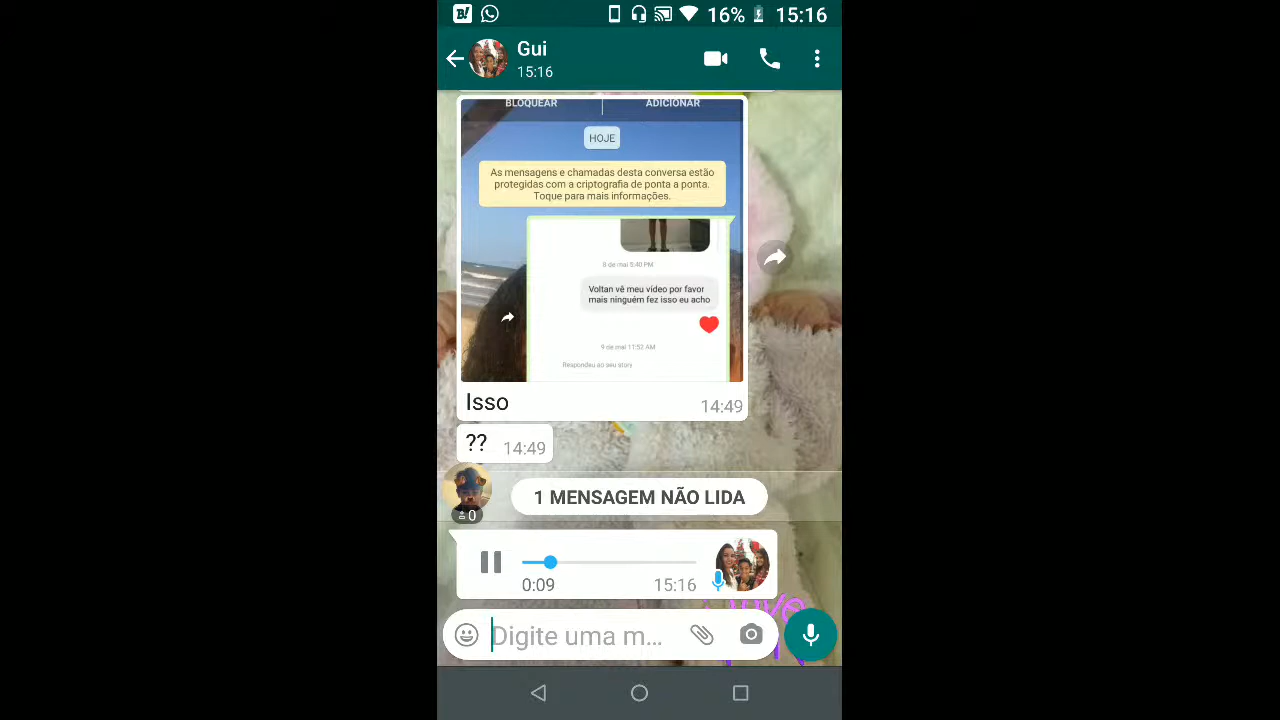 B!
16%
15:16
Gui
15:16
BLOQUEAR
ADICIONAR
HOJE
As mensagens e chamadas desta conversa estão
protegidas com a criptografia de ponta a ponta.
Toque para mais informações.
8 de mai 5:40 PM
Voltan vê meu vídeo por favor
mais ninguém fez isso eu acho
9 de mai 11:52 AM
Respondeu ao seu story
Isso
14:49
??
14:49
0
1 MENSAGEM NÃO LIDA
0:09
15:16
Digite uma m...